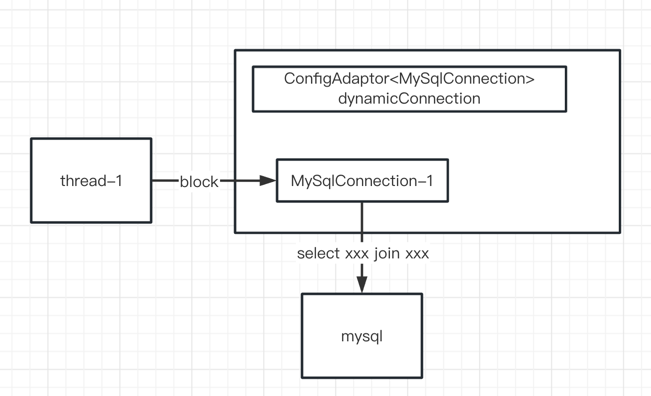 ConfigAdaptor<MySqlConnection>
dynamicConnection
thread-1
block
MySqlConnection-1
select xxx join xxx
mysql